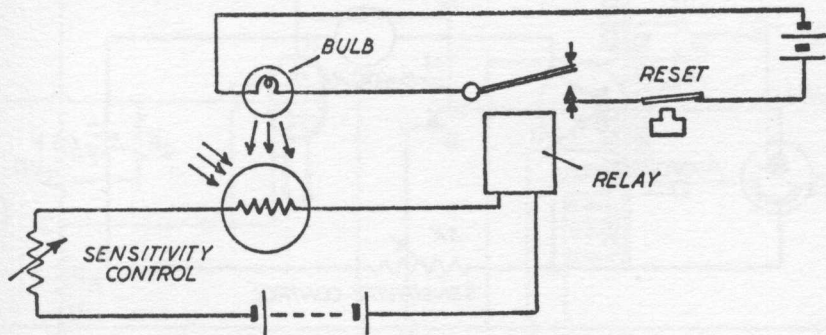 BULB
RESET
RELAY
SENSITIVITY
CONTROL